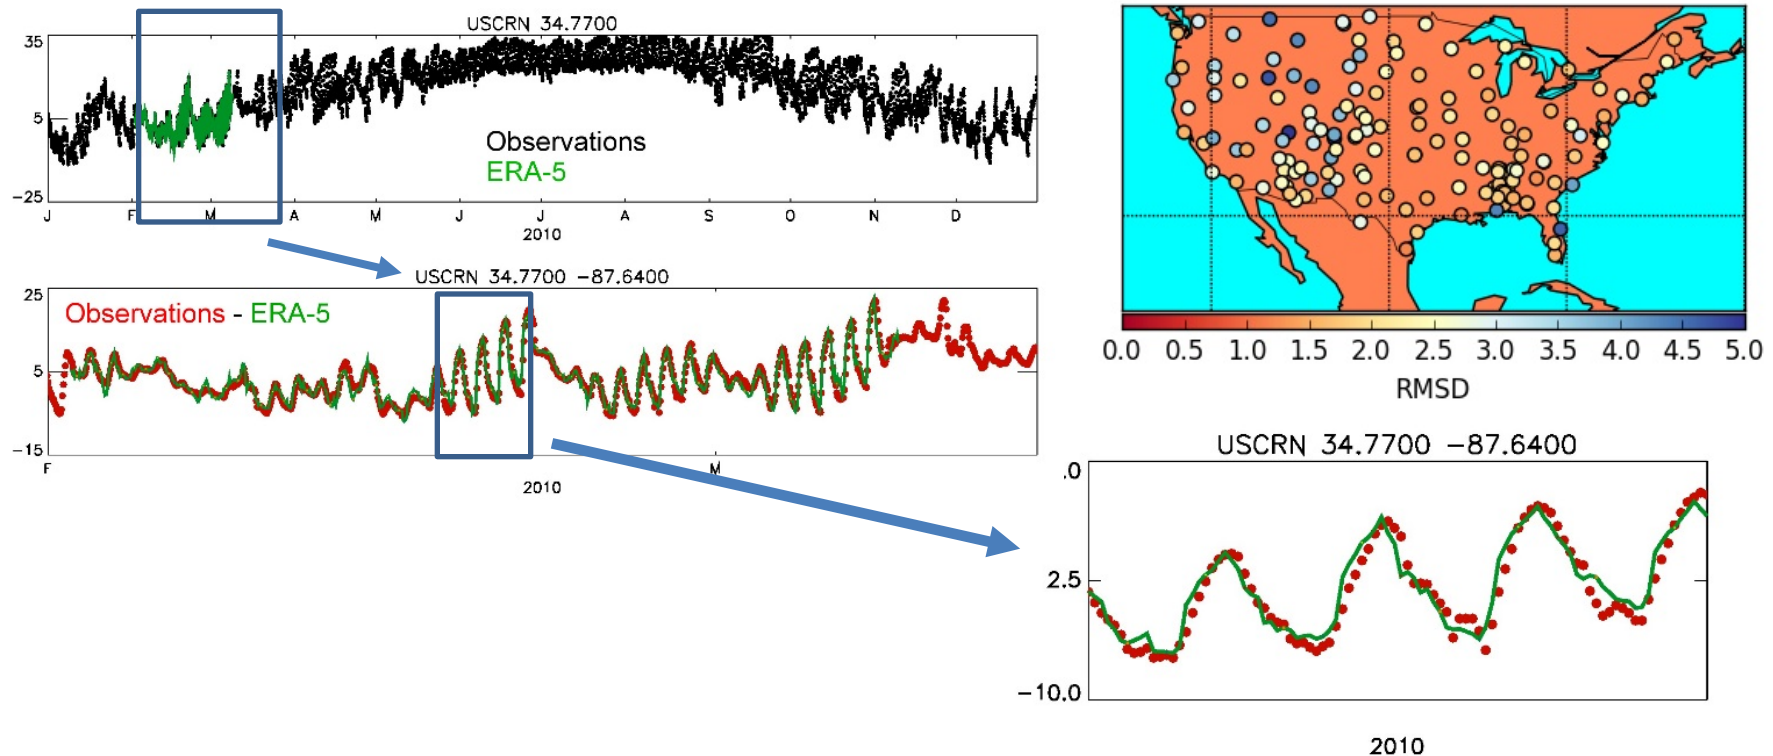 USCRN 34.7700
35
5
-25
Observations
ERA-5
J F M A M J J A S O N D
2010
USCRN 34.7700 -87.6400
25
5
-15
Observations - ERA-5
F M
2010
0.0 0.5 1.0 1.5 2.0 2.5 3.0 3.5 4.0 4.5 5.0
RMSD
USCRN 34.7700 -87.6400
.0
2.5
-10.0
2010